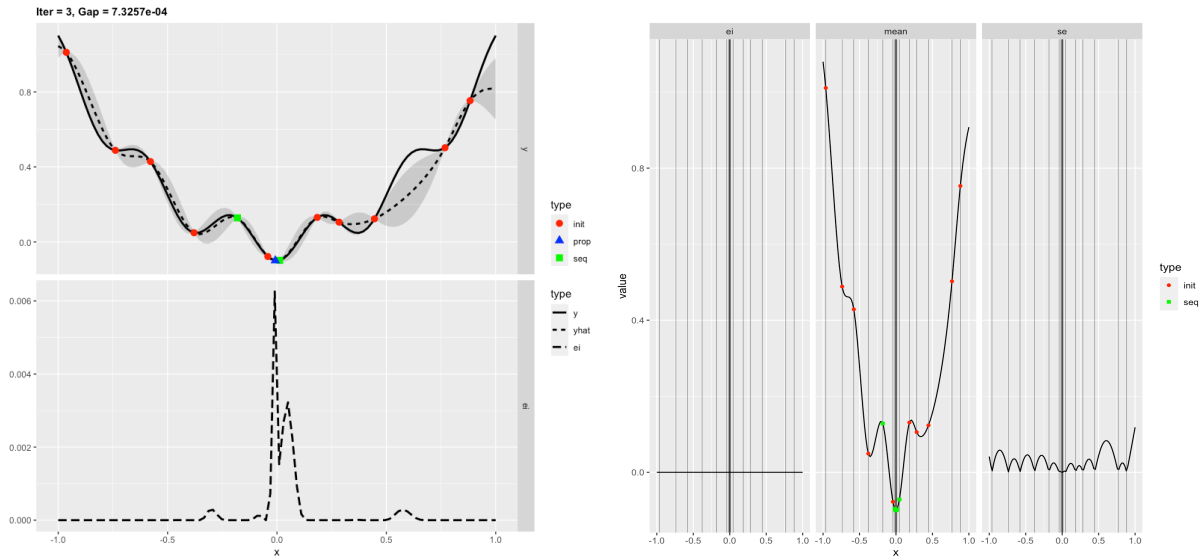 Iter = 3, Gap = 7.3257e-04
0.8
0.4
0.0
y
type
init
prop
seq
0.006
0.004
0.002
0.000
ei
type
y
yhat
ei
-1.0 -0.5 0.0 0.5 1.0
x
ei mean se
value
0.8
0.4
0.0
-1.0 -0.5 0.0 0.5 1.0 -1.0 -0.5 0.0 0.5 1.0 -1.0 -0.5 0.0 0.5 1.0
x
type
init
seq